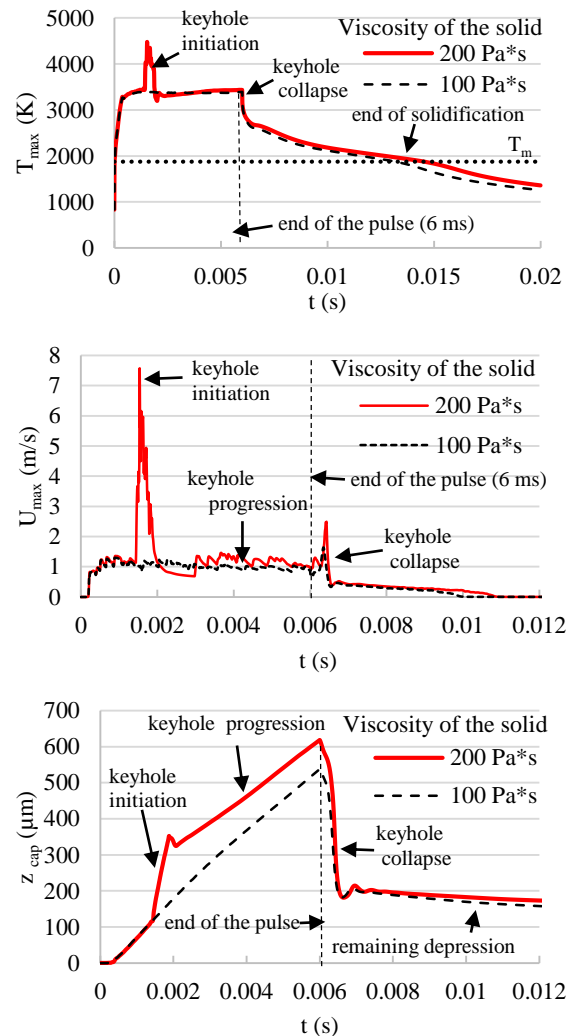 5000
4000
3000
2000
1000
0
T_max (K)
keyhole
initiation
Viscosity of the solid
200 Pa*s
100 Pa*s
keyhole
collapse
end of solidification
T_m
end of the pulse (6 ms)
0 0.005 0.01 0.015 0.02
t (s)
8
7
6
5
4
3
2
1
0
U_max (m/s)
keyhole
initiation
Viscosity of the solid
200 Pa*s
100 Pa*s
keyhole
progression
end of the pulse (6 ms)
keyhole
collapse
0 0.002 0.004 0.006 0.008 0.01 0.012
t (s)
700
600
500
400
300
200
100
0
z_cap (µm)
keyhole progression
Viscosity of the solid
200 Pa*s
100 Pa*s
keyhole
initiation
keyhole
collapse
end of the pulse
remaining depression
0 0.002 0.004 0.006 0.008 0.01 0.012
t (s)